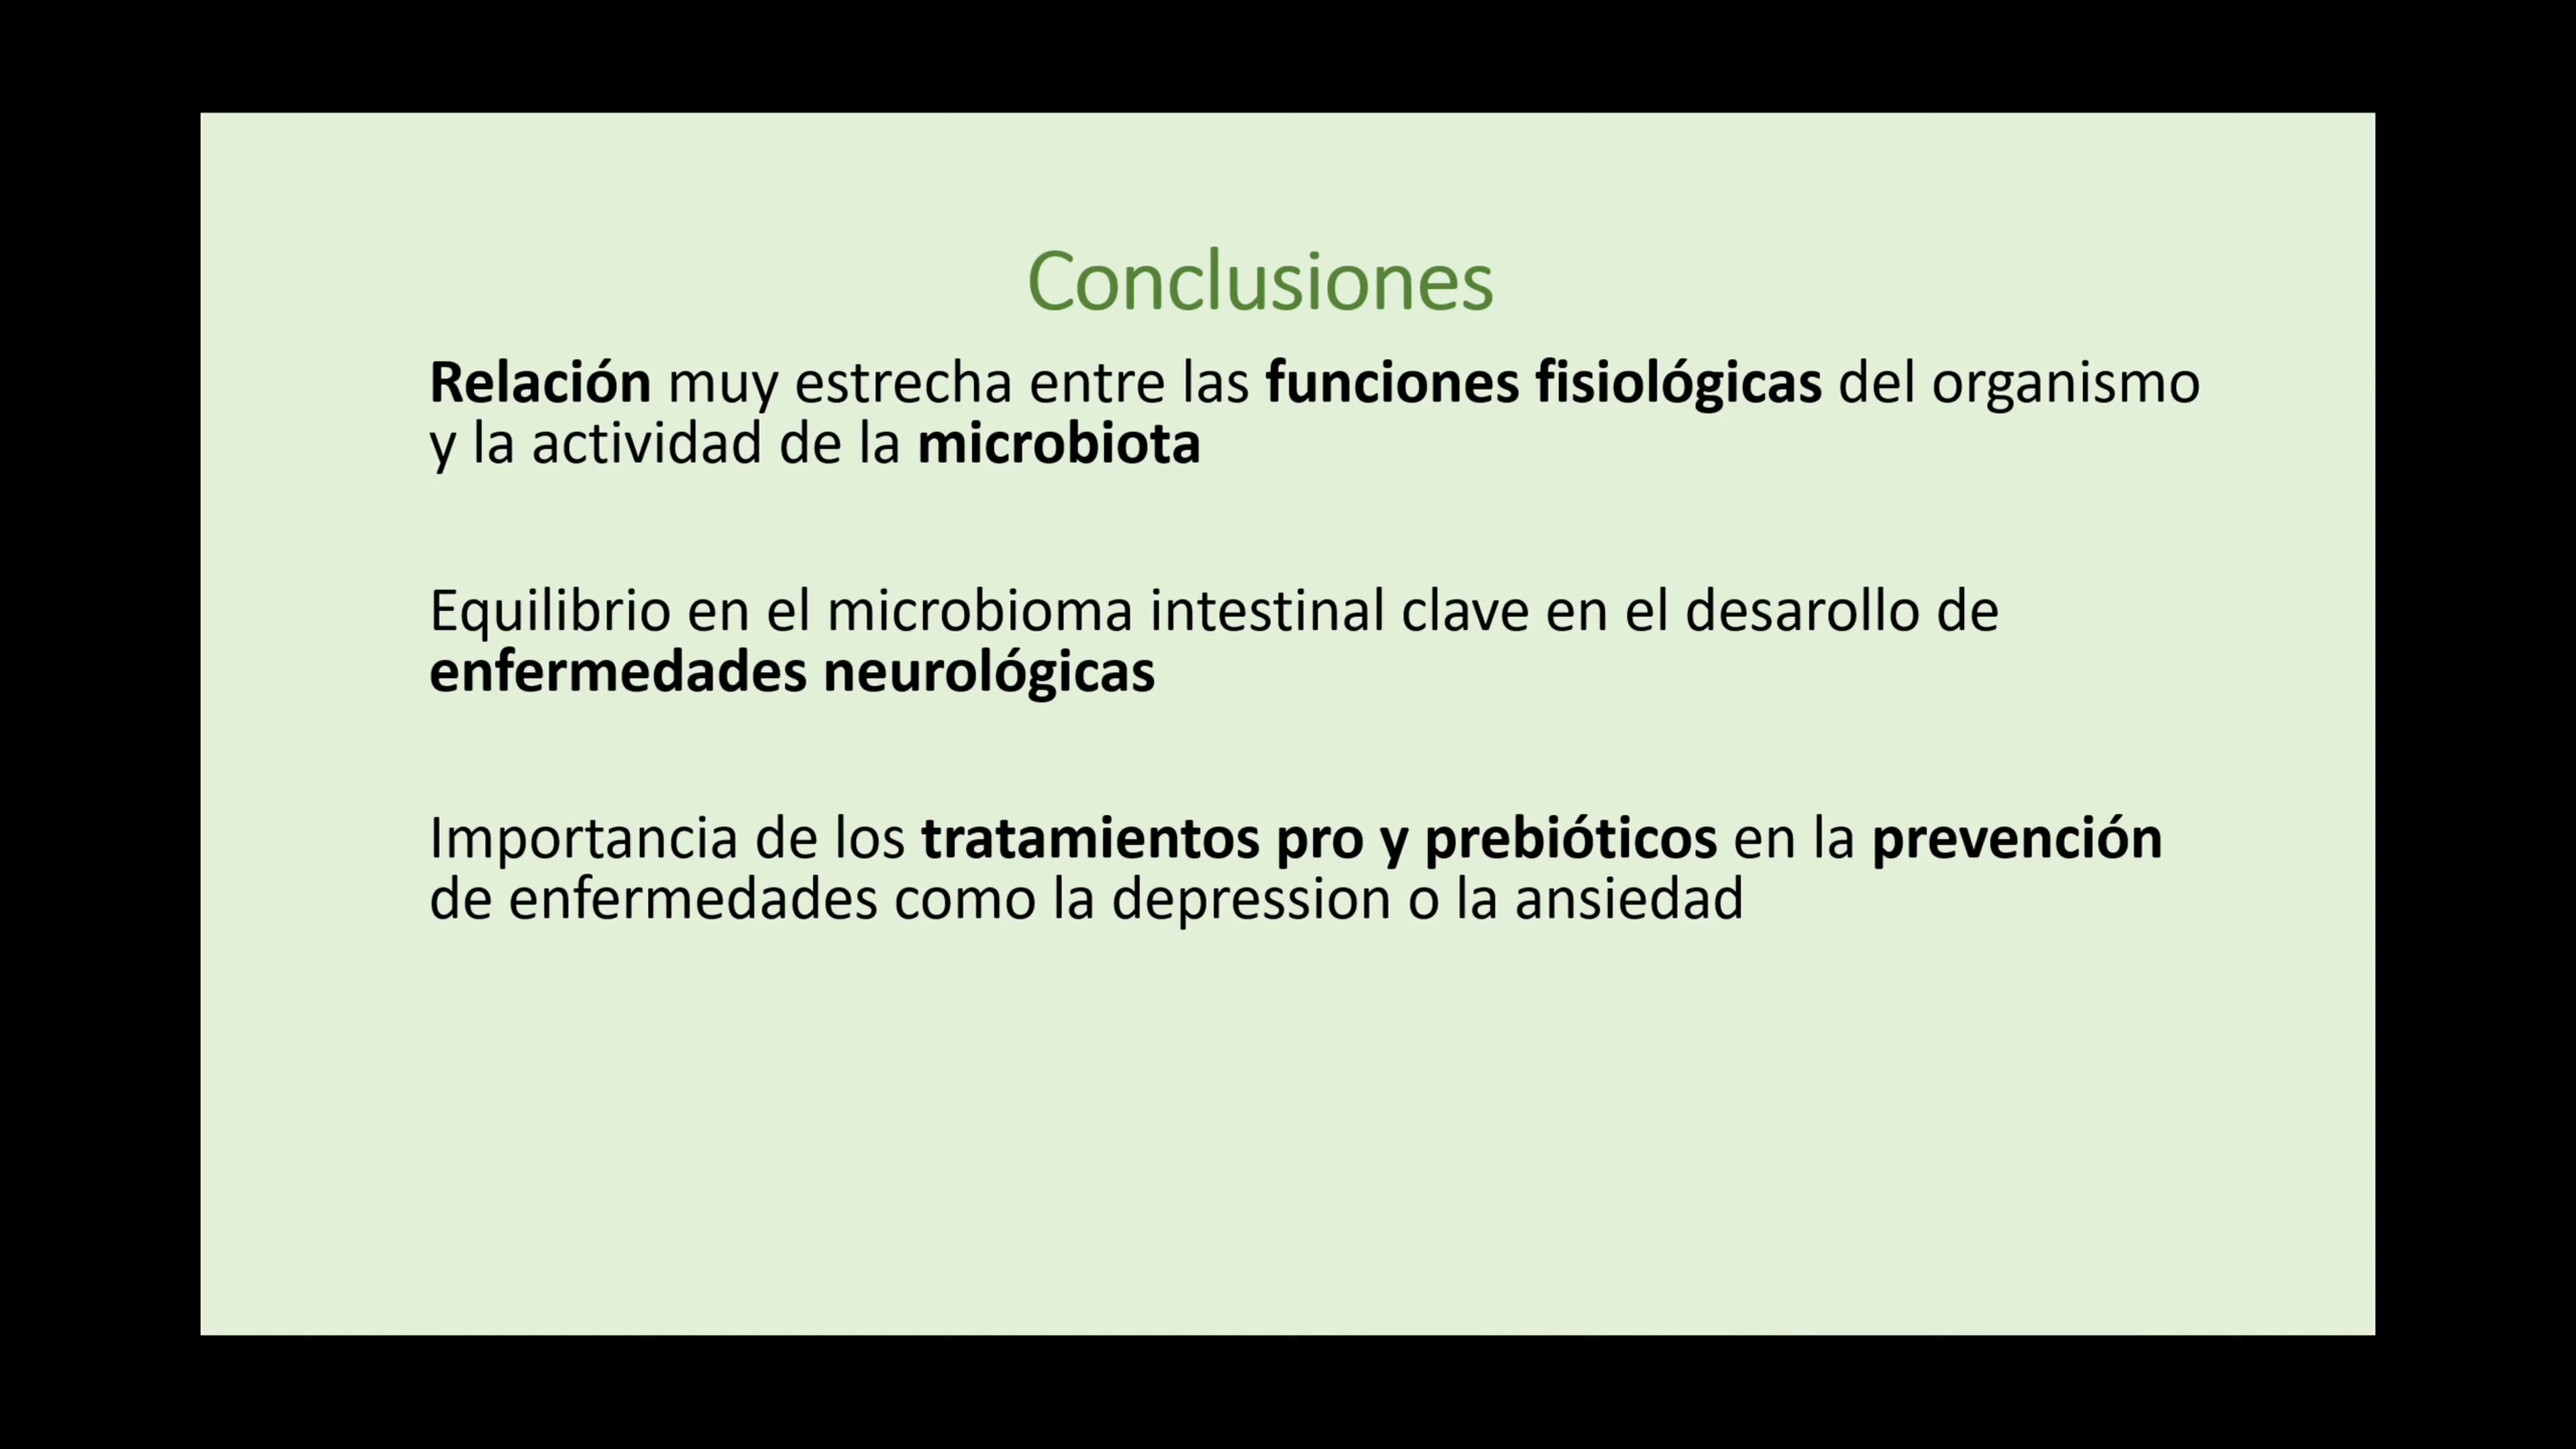 Conclusiones
Relación muy estrecha entre las funciones fisiológicas del organismo
y la actividad de la microbiota
Equilibrio en el microbioma intestinal clave en el desarollo de
enfermedades neurológicas
Importancia de los tratamientos pro y prebióticos en la prevención
de enfermedades como la depression o la ansiedad